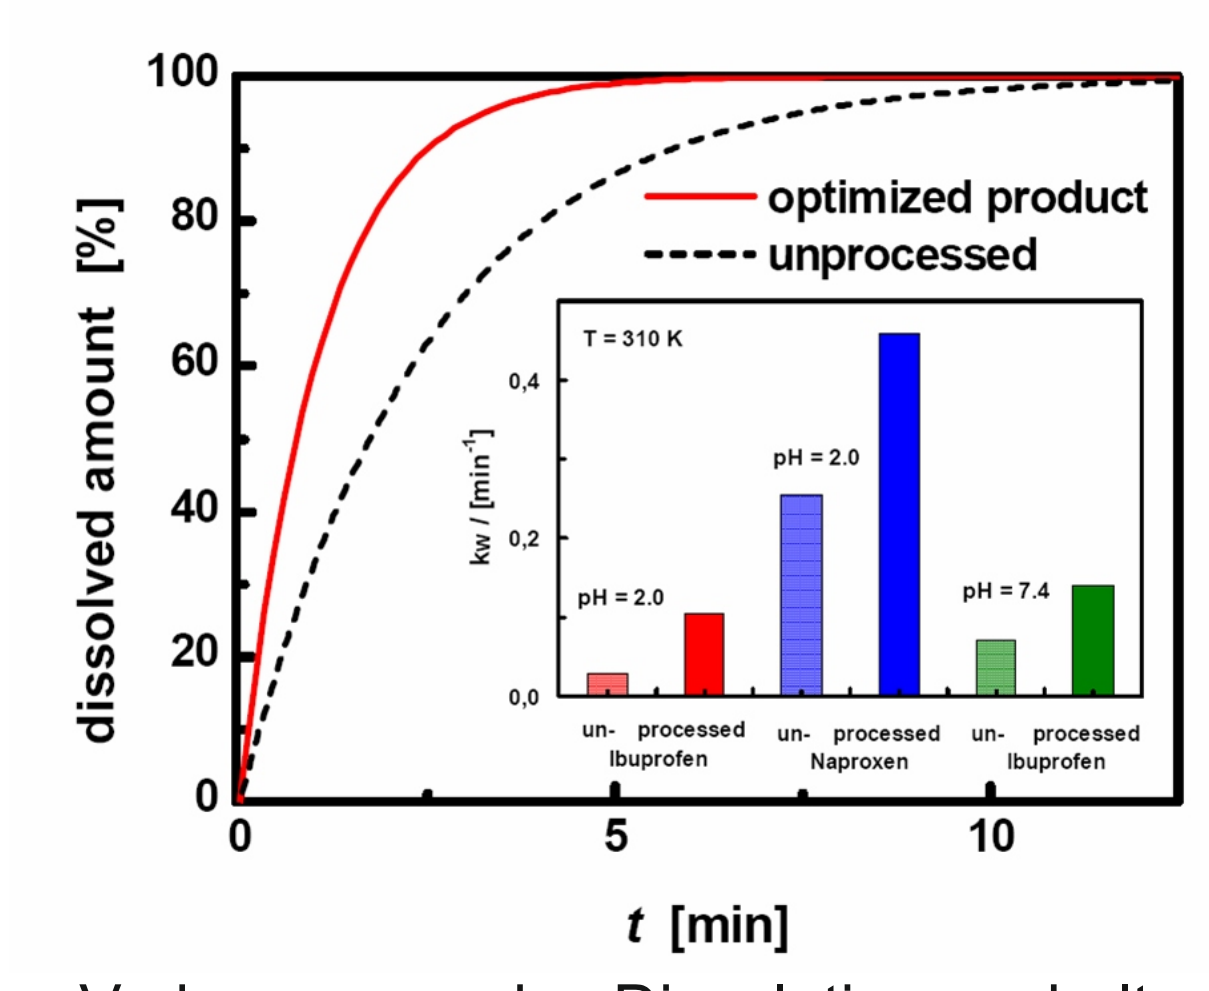 100
80
60
40
20
0
dissolved amount [%]
optimized product
unprocessed
T = 310 K
0,4
0,2
0,0
kw / [min⁻¹]
pH = 2.0
pH = 2.0
pH = 7.4
un- processed
Ibuprofen
un- processed
Naproxen
un- processed
Ibuprofen
0 5 10
t [min]